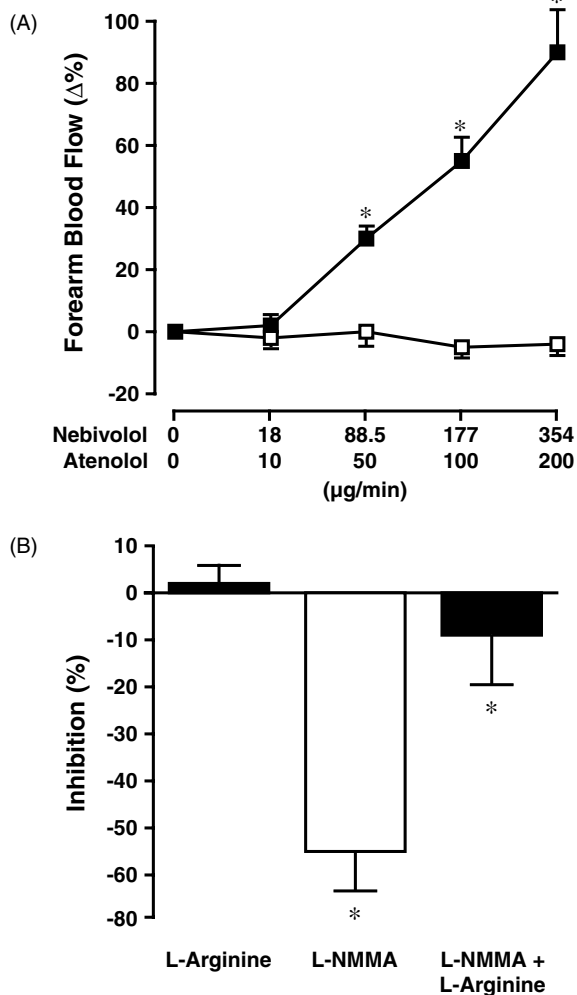 (A)
Forearm Blood Flow (Δ%)
100
80
60
40
20
0
-20
*
*
*
Nebivolol 0 18 88.5 177 354
Atenolol 0 10 50 100 200
(µg/min)
(B)
Inhibition (%)
10
0
-10
-20
-30
-40
-50
-60
-80
*
*
L-Arginine L-NMMA L-NMMA +
L-Arginine